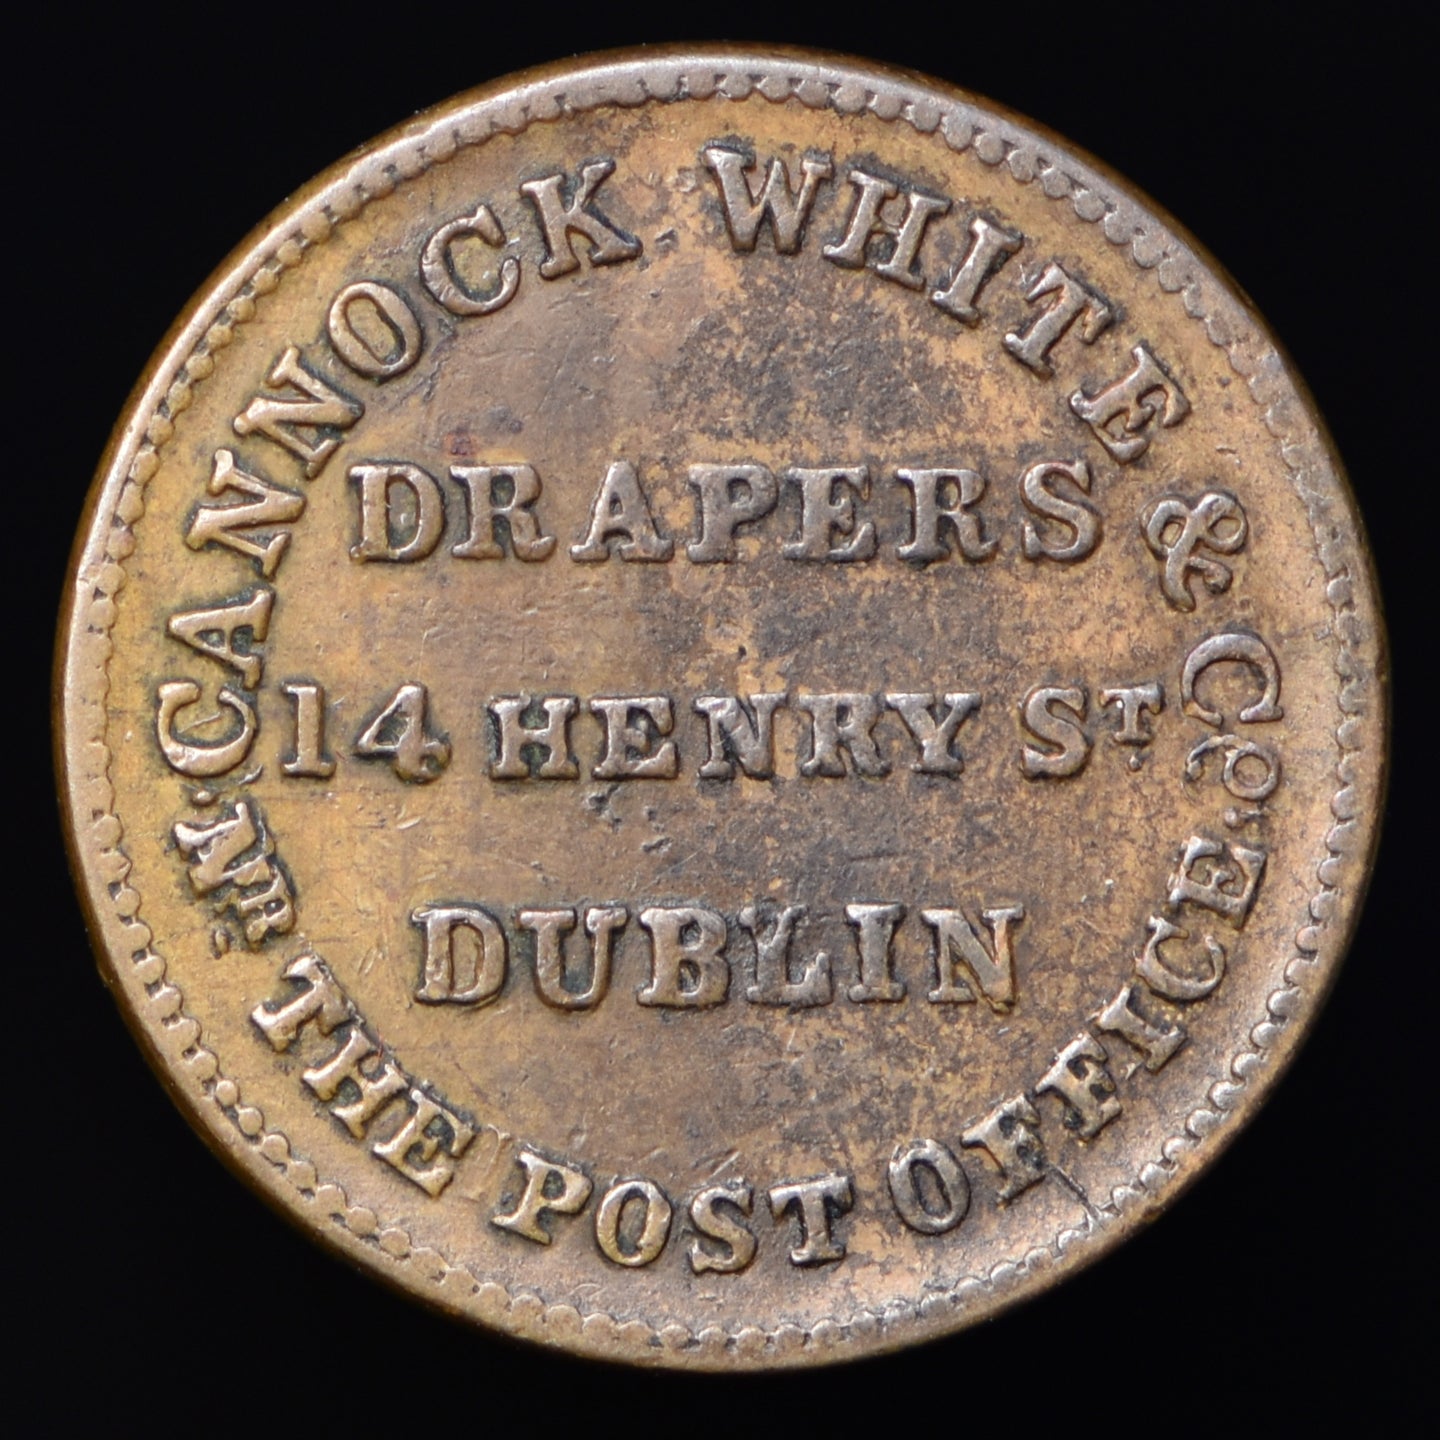 CANNOCK WHITE & Co.
DRAPERS
14 HENRY ST.
DUBLIN
NR. THE POST OFFICE.